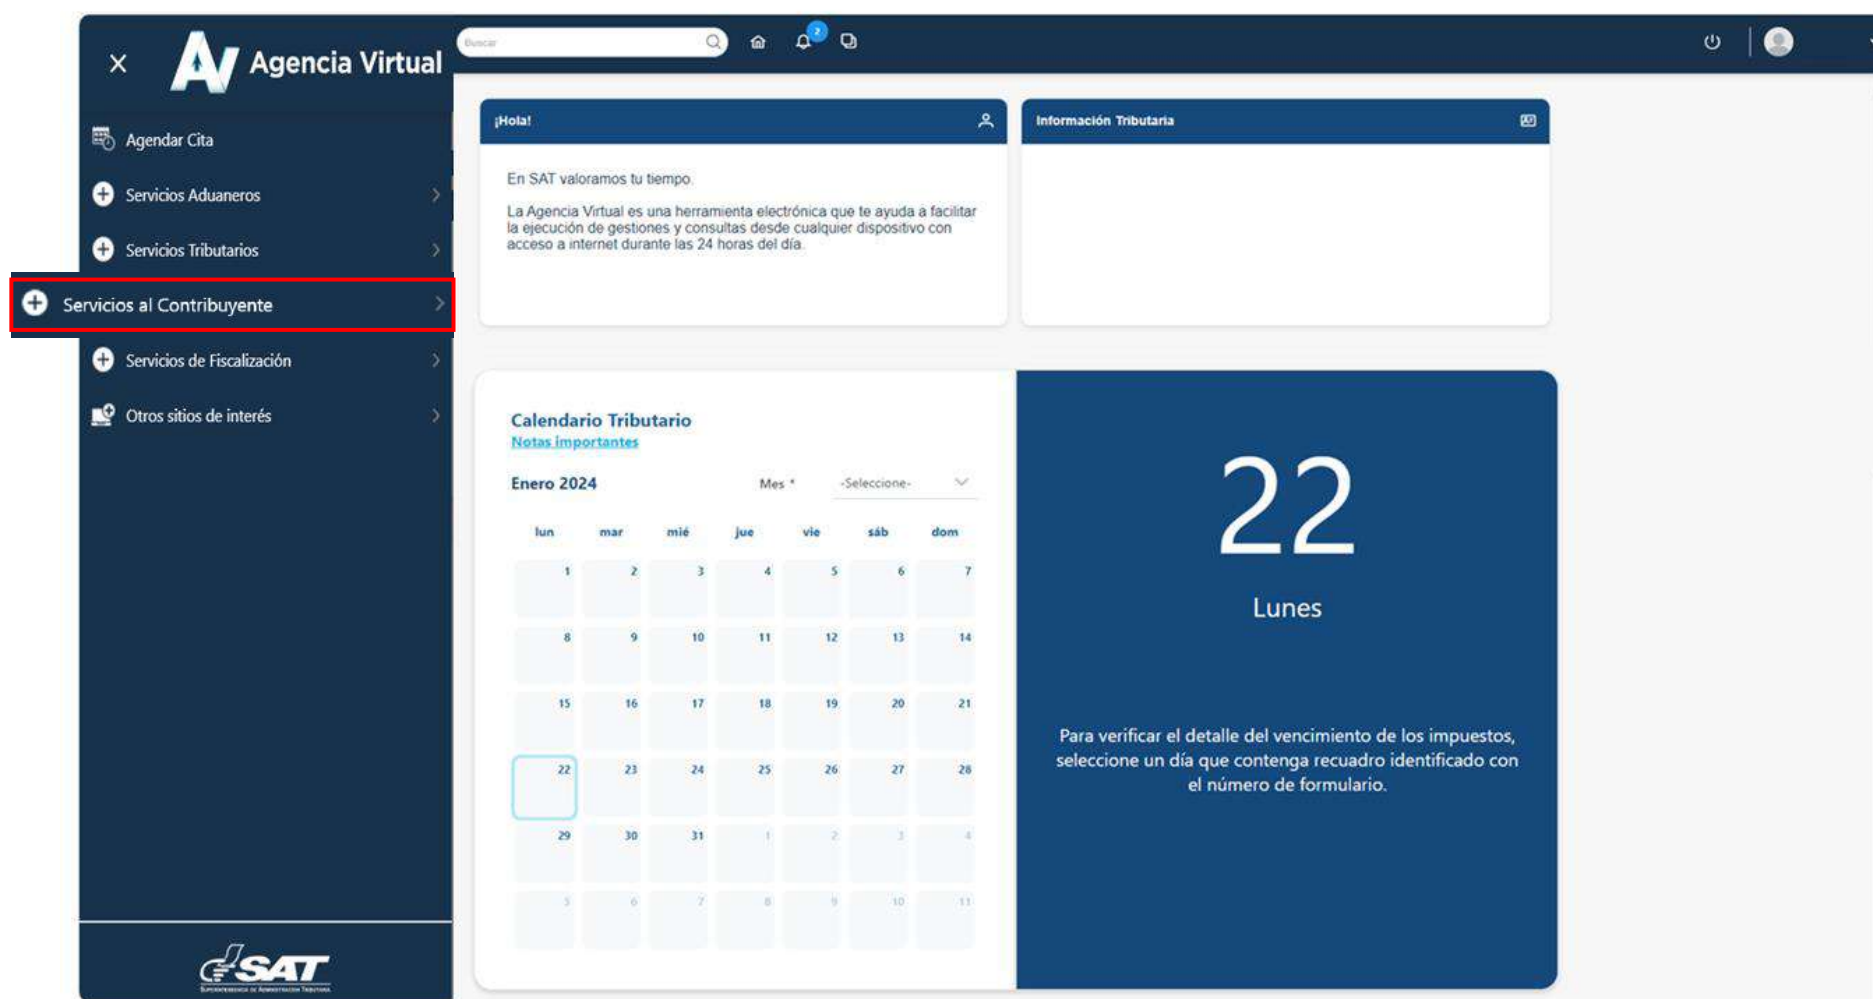 Agencia Virtual
Buscar
2
Agendar Cita
Servicios Aduaneros
Servicios Tributarios
Servicios al Contribuyente
Servicios de Fiscalización
Otros sitios de interés
SAT
SUPERINTENDENCIA DE ADMINISTRACIÓN TRIBUTARIA
¡Hola!
En SAT valoramos tu tiempo.
La Agencia Virtual es una herramienta electrónica que te ayuda a facilitar
la ejecución de gestiones y consultas desde cualquier dispositivo con
acceso a internet durante las 24 horas del día.
Información Tributaria
Calendario Tributario
Notas importantes
Enero 2024 Mes * -Seleccione-
lun mar mié jue vie sáb dom
1 2 3 4 5 6 7
8 9 10 11 12 13 14
15 16 17 18 19 20 21
22 23 24 25 26 27 28
29 30 31 1 2 3 4
5 6 7 8 9 10 11
22
Lunes
Para verificar el detalle del vencimiento de los impuestos,
seleccione un día que contenga recuadro identificado con
el número de formulario.